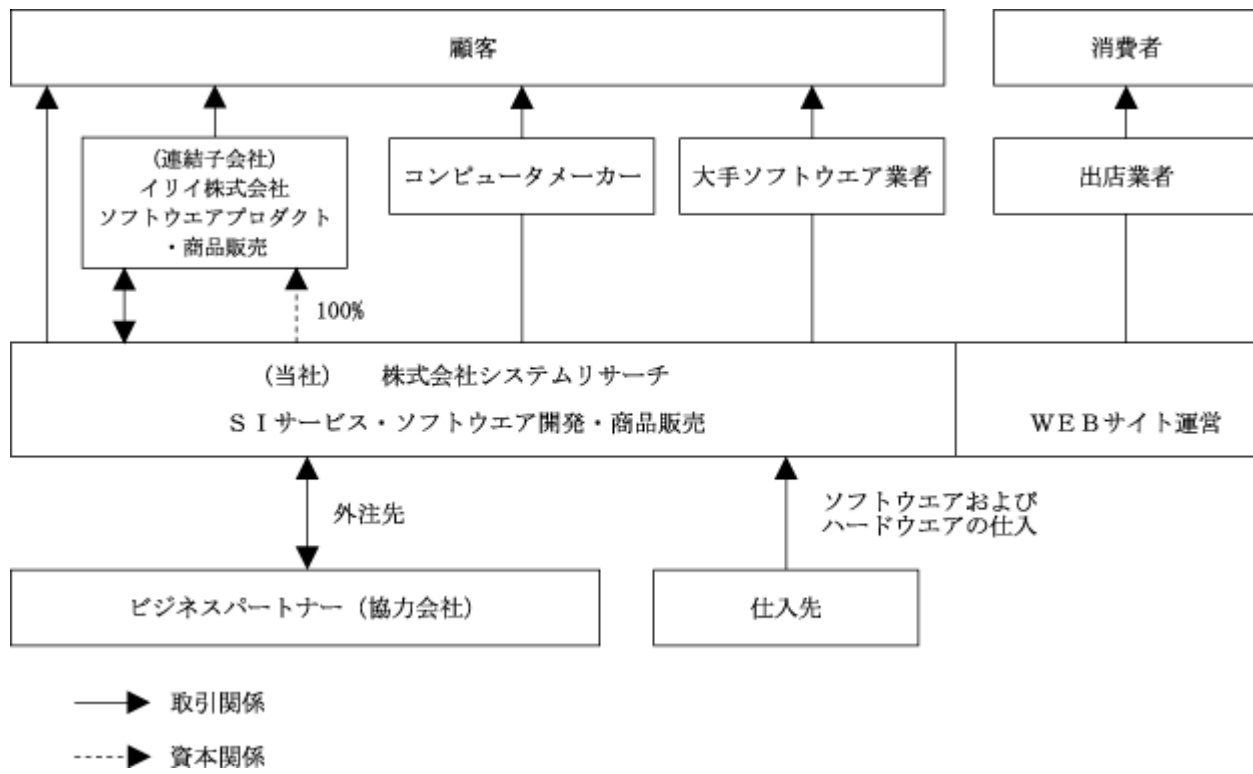 顧客
消費者
(連結子会社)
イリイ株式会社
ソフトウエアプロダクト
・商品販売
コンピュータメーカー
大手ソフトウエア業者
出店業者
100%
(当社) 株式会社システムリサーチ
ＳＩサービス・ソフトウエア開発・商品販売
ＷＥＢサイト運営
外注先
ソフトウエアおよび
ハードウエアの仕入
ビジネスパートナー（協力会社）
仕入先
取引関係
資本関係